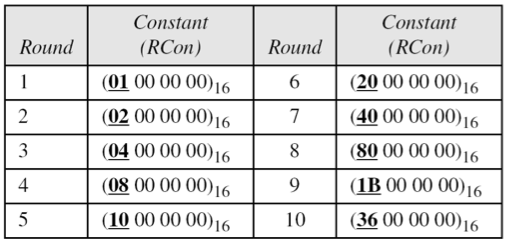 Round Constant (RCon) Round Constant (RCon)
1 (01 00 00 00)16 6 (20 00 00 00)16
2 (02 00 00 00)16 7 (40 00 00 00)16
3 (04 00 00 00)16 8 (80 00 00 00)16
4 (08 00 00 00)16 9 (1B 00 00 00)16
5 (10 00 00 00)16 10 (36 00 00 00)16